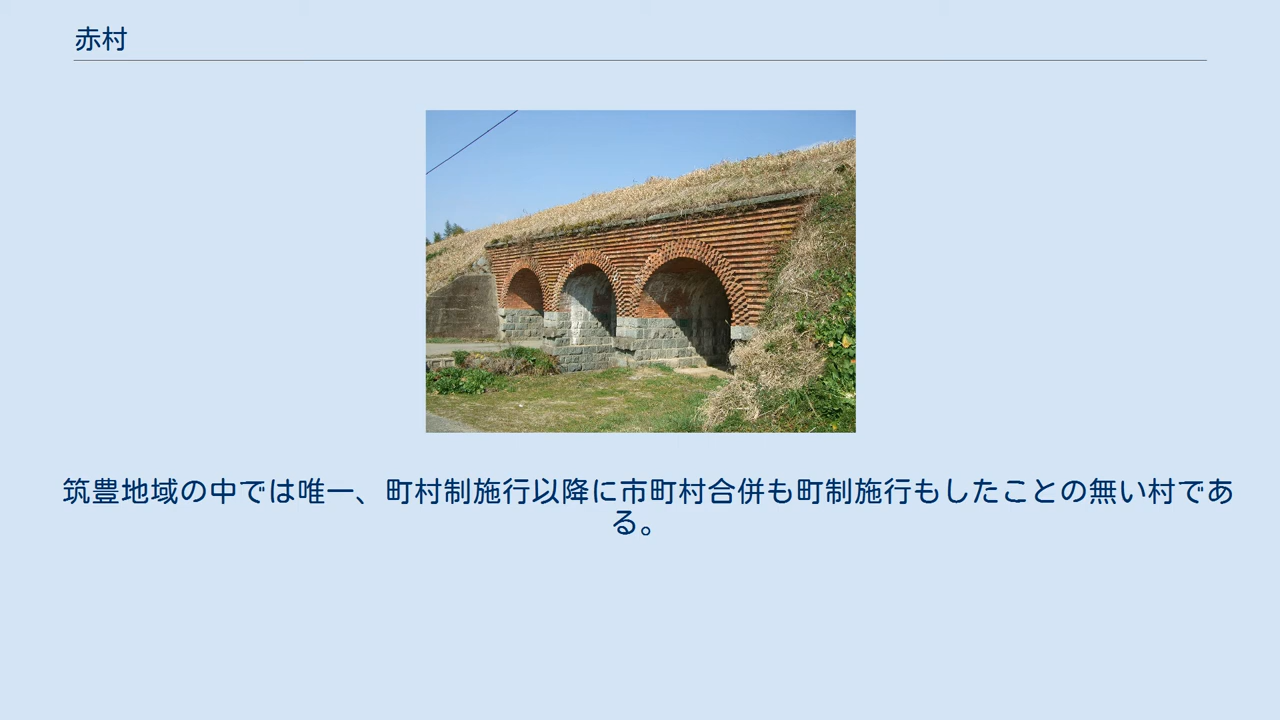 赤村
筑豊地域の中では唯一、町村制施行以降に市町村合併も町制施行もしたことの無い村であ
る。